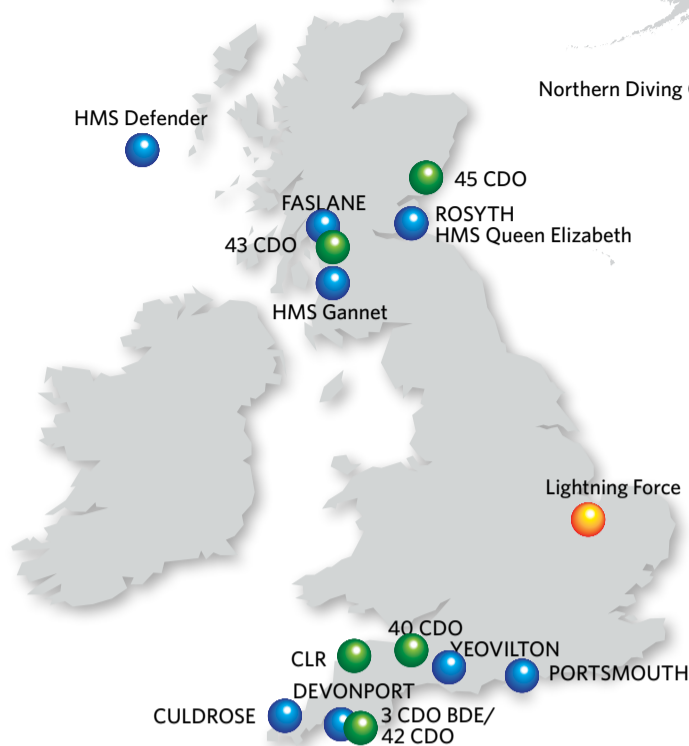 Northern Diving
HMS Defender
45 CDO
FASLANE
ROSYTH
43 CDO
HMS Queen Elizabeth
HMS Gannet
Lightning Force
40 CDO
YEOVILTON
CLR
PORTSMOUTH
DEVONPORT
CULDROSE
3 CDO BDE/
42 CDO